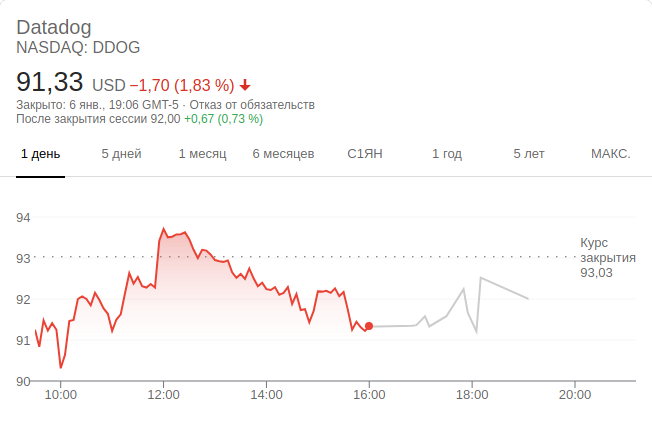 Datadog
NASDAQ: DDOG
91,33 USD −1,70 (1,83 %)
Закрыто: 6 янв., 19:06 GMT-5 · Отказ от обязательств
После закрытия сессии 92,00 +0,67 (0,73 %)
1 день 5 дней 1 месяц 6 месяцев С1ЯН 1 год 5 лет МАКС.
94
Курс
93 закрытия
93,03
92
91
90
10:00 12:00 14:00 16:00 18:00 20:00